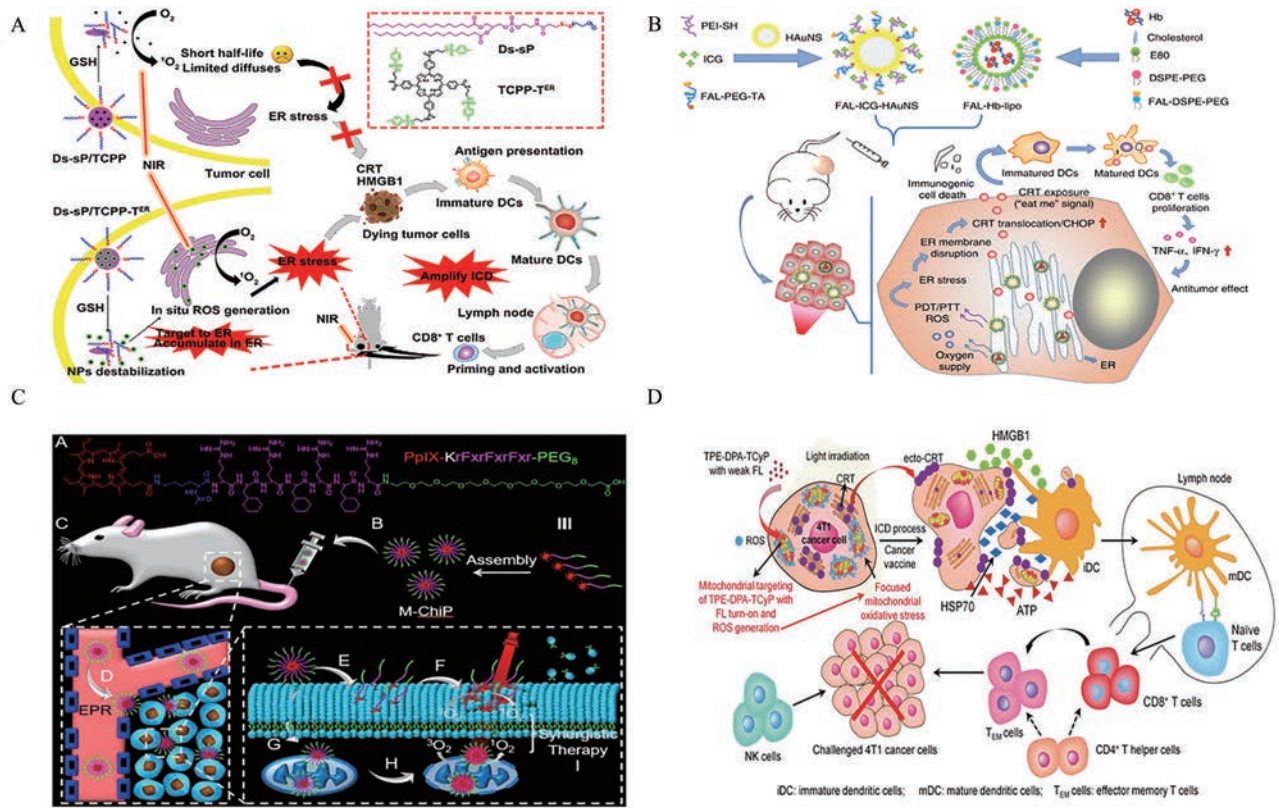 A
O₂
Short half-life
Limited diffuses
¹O₂
GSH
Ds-sP/TCPP
NIR
Tumor cell
ER stress
Ds-sP
TCPP-Tᴱᴿ
Antigen presentation
CRT
HMGB1
Immature DCs
Dying tumor cells
Ds-sP/TCPP-Tᴱᴿ
O₂
¹O₂
ER stress
Amplify ICD
Mature DCs
GSH
In situ ROS generation
Target to ER
Accumulate in ER
NPs destabilization
NIR
Lymph node
CD8⁺ T cells
Priming and activation
B
PEI-SH
HAuNS
ICG
FAL-PEG-TA
FAL-ICG-HAuNS
FAL-Hb-lipo
Hb
Cholesterol
E80
DSPE-PEG
FAL-DSPE-PEG
Immunogenic
cell death
Immatured DCs
Matured DCs
CRT exposure
("eat me" signal)
CD8⁺ T cells
proliferation
CRT translocation/CHOP
ER membrane
disruption
TNF-α, IFN-γ
ER stress
Antitumor effect
PDT/PTT
ROS
Oxygen
supply
ER
C
A
PpIX-KrFxrFxrFxr-PEG₈
C
B
III
Assembly
M-ChiP
D
EPR
E
F
G
H
³O₂
¹O₂
Synergistic
Therapy
I
D
TPE-DPA-TCyP
with weak FL
Light irradiation
CRT
ecto-CRT
HMGB1
Lymph node
ROS
4T1
cancer cell
ICD process
Cancer
vaccine
iDC
mDC
Mitochondrial targeting
of TPE-DPA-TCyP with
FL turn-on and
ROS generation
Focused
mitochondrial
oxidative stress
HSP70
ATP
Naïve
T cells
CD8⁺ T cells
NK cells
Challenged 4T1 cancer cells
T_EM cells
CD4⁺ T helper cells
iDC: immature dendritic cells; mDC: mature dendritic cells; T_EM cells: effector memory T cells